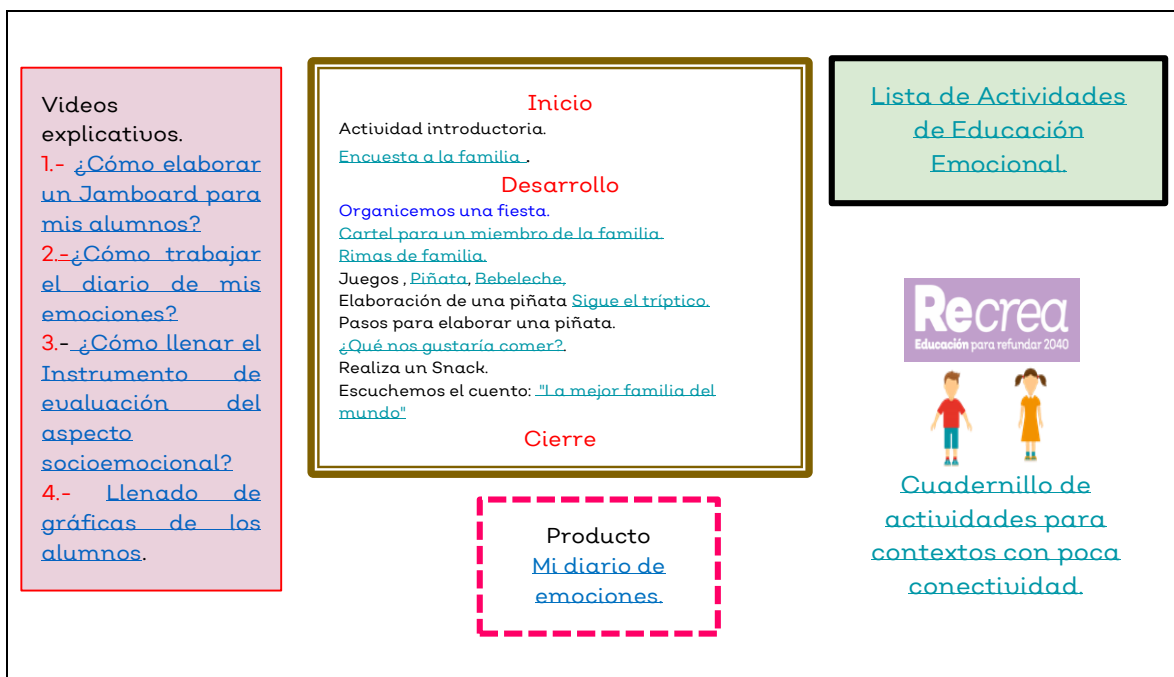 Videos
explicativos.
1.- ¿Cómo elaborar
un Jamboard para
mis alumnos?
2.-¿Cómo trabajar
el diario de mis
emociones?
3.- ¿Cómo llenar el
Instrumento de
evaluación del
aspecto
socioemocional?
4.- Llenado de
gráficas de los
alumnos.
Inicio
Actividad introductoria.
Encuesta a la familia .
Desarrollo
Organicemos una fiesta.
Cartel para un miembro de la familia.
Rimas de familia.
Juegos , Piñata, Bebeleche,
Elaboración de una piñata Sigue el tríptico.
Pasos para elaborar una piñata.
¿Qué nos gustaría comer?.
Realiza un Snack.
Escuchemos el cuento: "La mejor familia del
mundo"
Cierre
Producto
Mi diario de
emociones.
Lista de Actividades
de Educación
Emocional.
Recrea
Educación para refundar 2040
Cuadernillo de
actividades para
contextos con poca
conectividad.